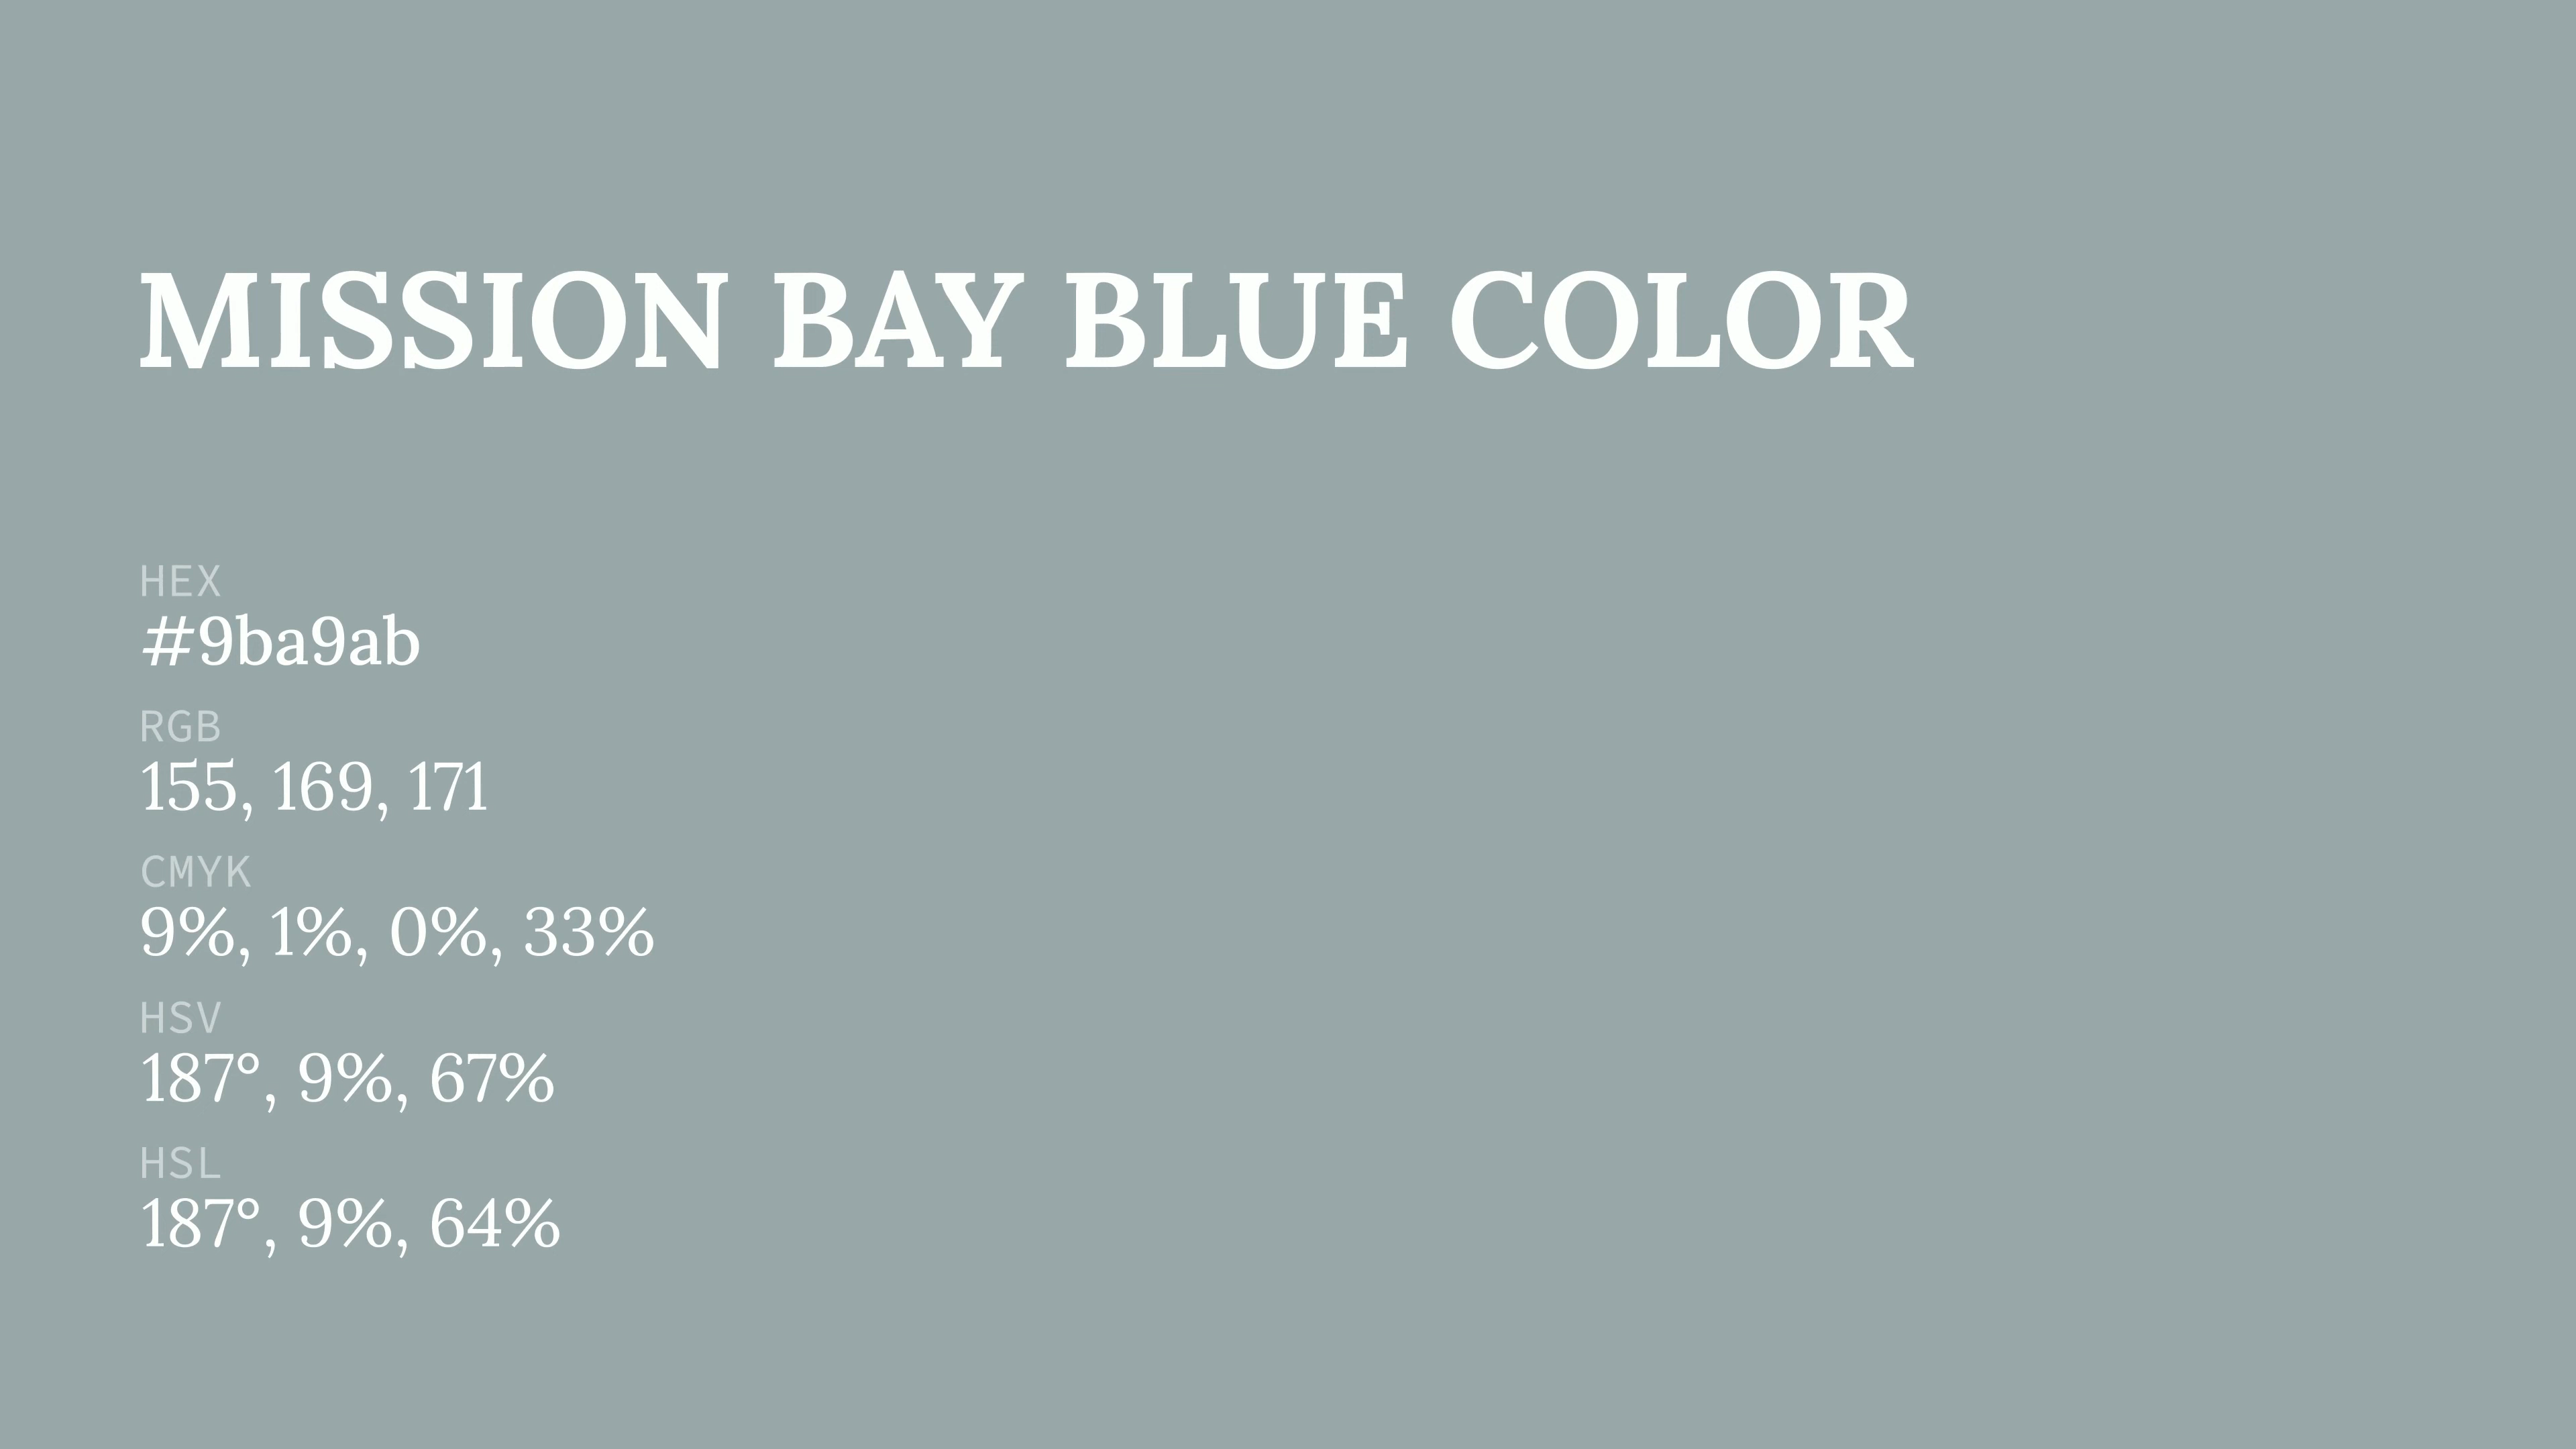 MISSION BAY BLUE COLOR
HEX
#9ba9ab
RGB
155, 169, 171
CMYK
9%, 1%, 0%, 33%
HSV
187°, 9%, 67%
HSL
187°, 9%, 64%